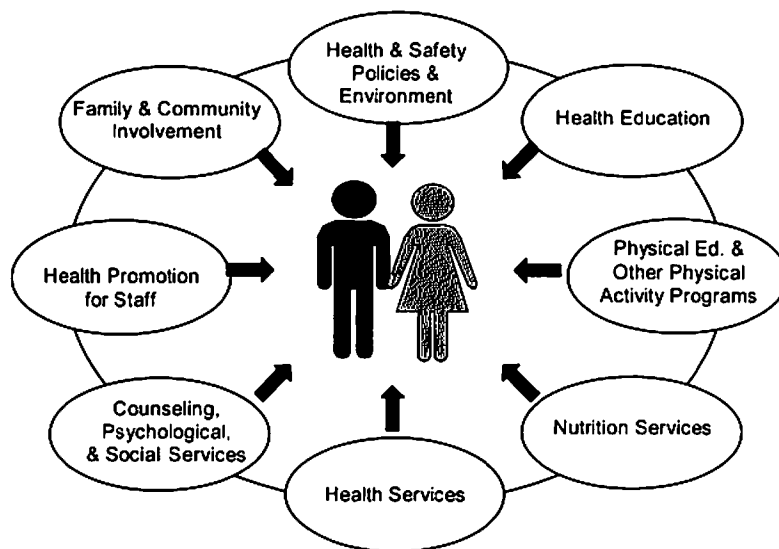 Health & Safety
Policies &
Environment
Family & Community
Involvement
Health Education
Health Promotion
for Staff
Physical Ed. &
Other Physical
Activity Programs
Counseling,
Psychological,
& Social Services
Nutrition Services
Health Services